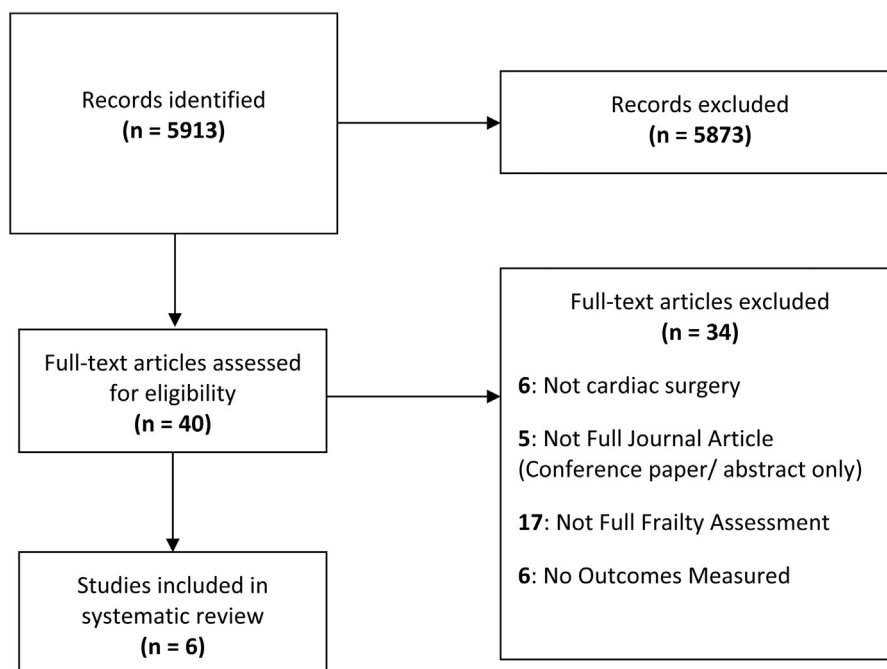 Records identified
(n = 5913)
Records excluded
(n = 5873)
Full-text articles assessed
for eligibility
(n = 40)
Full-text articles excluded
(n = 34)
6: Not cardiac surgery
5: Not Full Journal Article
(Conference paper/ abstract only)
17: Not Full Frailty Assessment
6: No Outcomes Measured
Studies included in
systematic review
(n = 6)